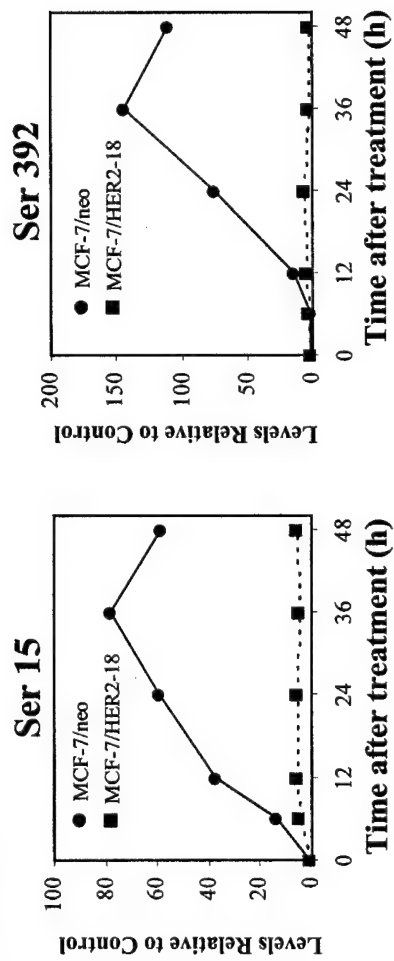 Ser 15
Levels Relative to Control
100
80
60
40
20
0
MCF-7/neo
MCF-7/HER2-18
0 12 24 36 48
Time after treatment (h)
Ser 392
Levels Relative to Control
200
150
100
50
0
MCF-7/neo
MCF-7/HER2-18
0 12 24 36 48
Time after treatment (h)